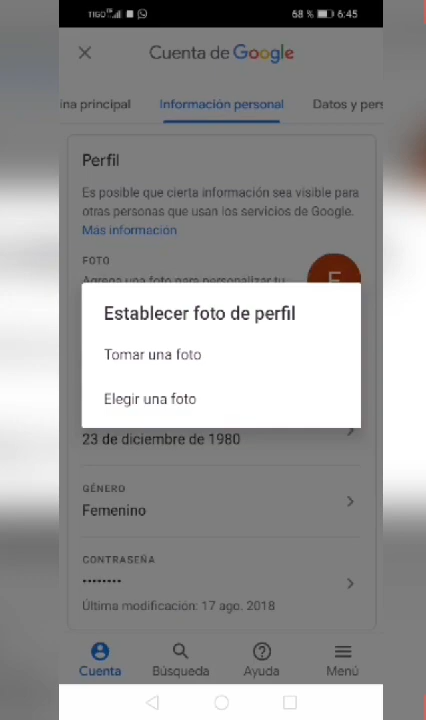 TIGO
68 % 6:45
Cuenta de Google
ina principal Información personal Datos y pers
Perfil
Es posible que cierta información sea visible para
otras personas que usan los servicios de Google.
Más información
FOTO
Agrega una foto para personalizar tu
E
Establecer foto de perfil
Tomar una foto
Elegir una foto
23 de diciembre de 1980
GÉNERO
Femenino
CONTRASEÑA
••••••••
Última modificación: 17 ago. 2018
Cuenta Búsqueda Ayuda Menú